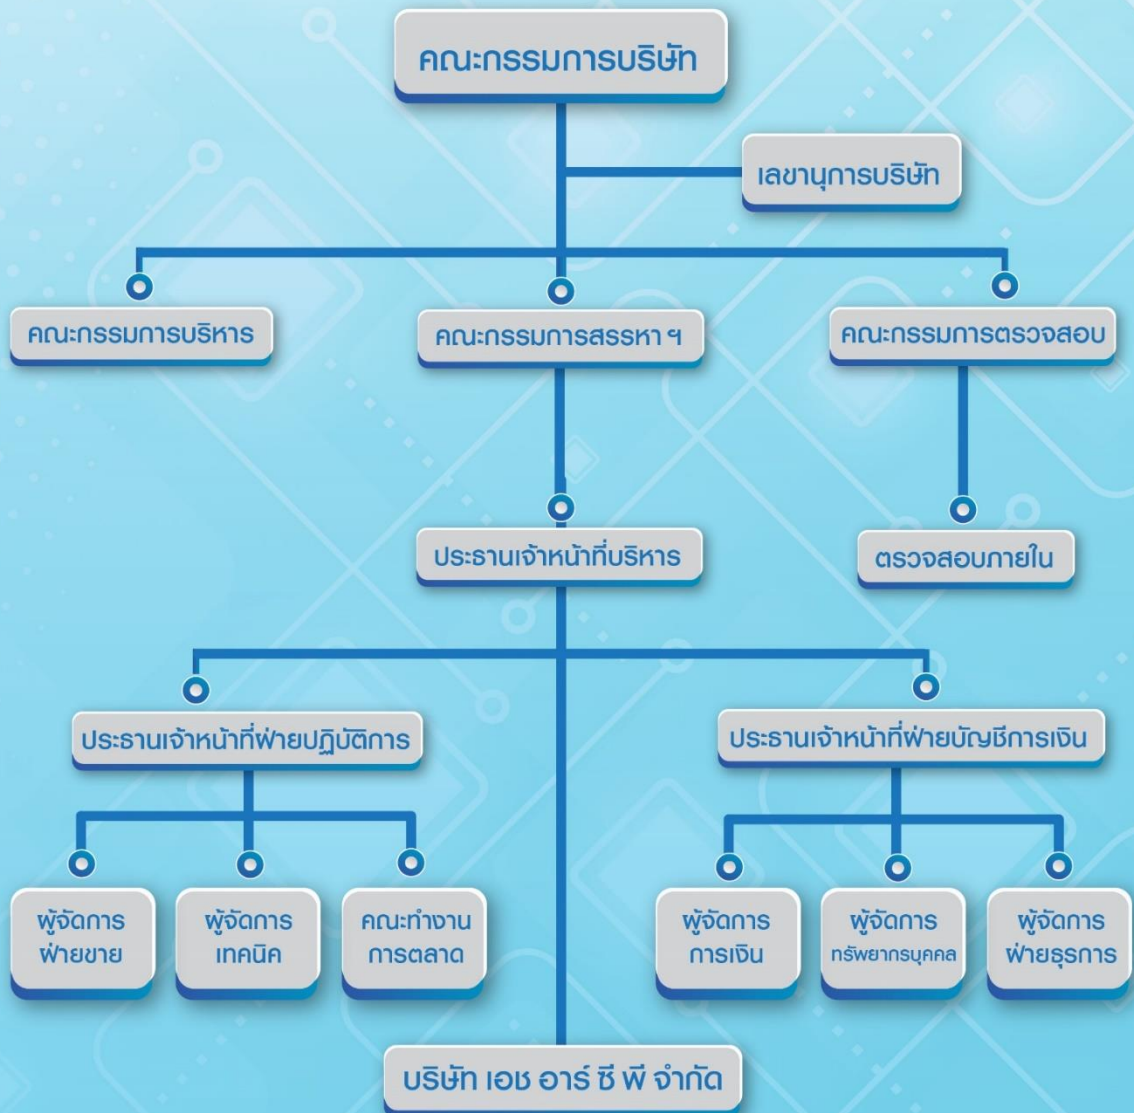 คณะกรรมการบริษัท
เลขานุการบริษัท
คณะกรรมการบริหาร
คณะกรรมการสรรหา ฯ
คณะกรรมการตรวจสอบ
ประธานเจ้าหน้าที่บริหาร
ตรวจสอบภายใน
ประธานเจ้าหน้าที่ฝ่ายปฏิบัติการ
ประธานเจ้าหน้าที่ฝ่ายบัญชีการเงิน
ผู้จัดการ
ฝ่ายขาย
ผู้จัดการ
เทคนิค
คณะทำงาน
การตลาด
ผู้จัดการ
การเงิน
ผู้จัดการ
ทรัพยากรบุคคล
ผู้จัดการ
ฝ่ายธุรการ
บริษัท เอช อาร์ ซี พี จำกัด